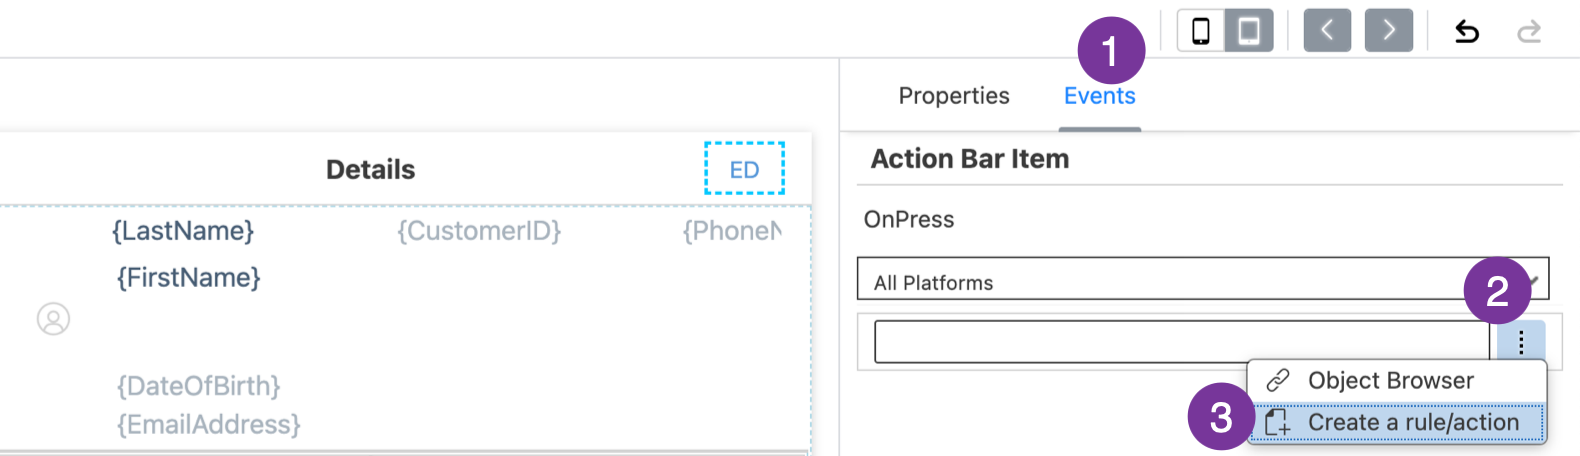 1
Properties Events
Details ED
Action Bar Item
{LastName} {CustomerID} {PhoneN
OnPress
{FirstName}
All Platforms
2
Object Browser
{DateOfBirth}
3 Create a rule/action
{EmailAddress}